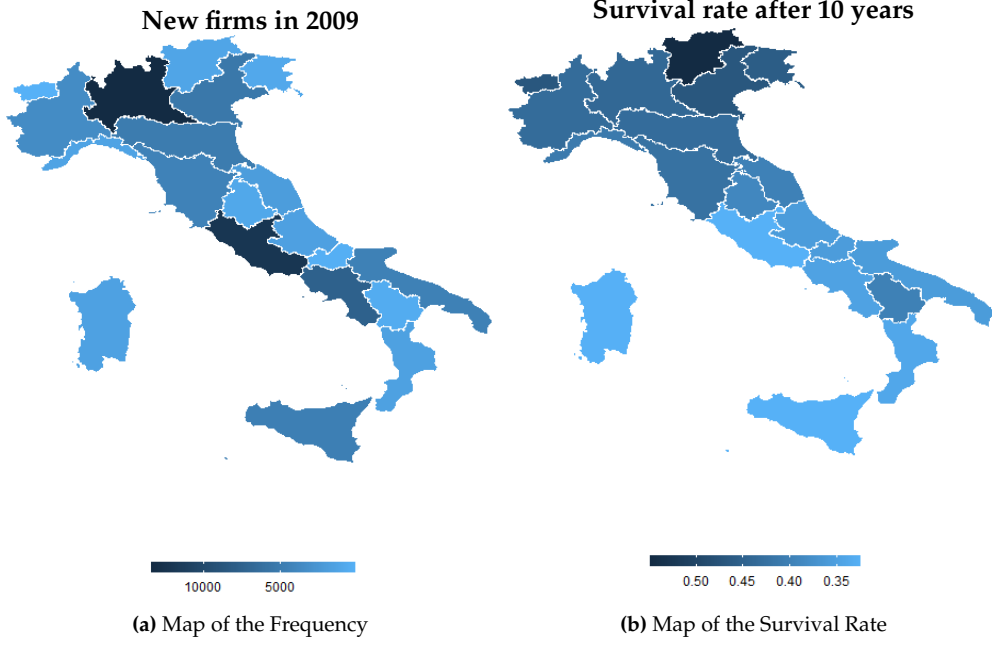 New firms in 2009
Survival rate after 10 years
10000 5000
0.50 0.45 0.40 0.35
(a) Map of the Frequency
(b) Map of the Survival Rate